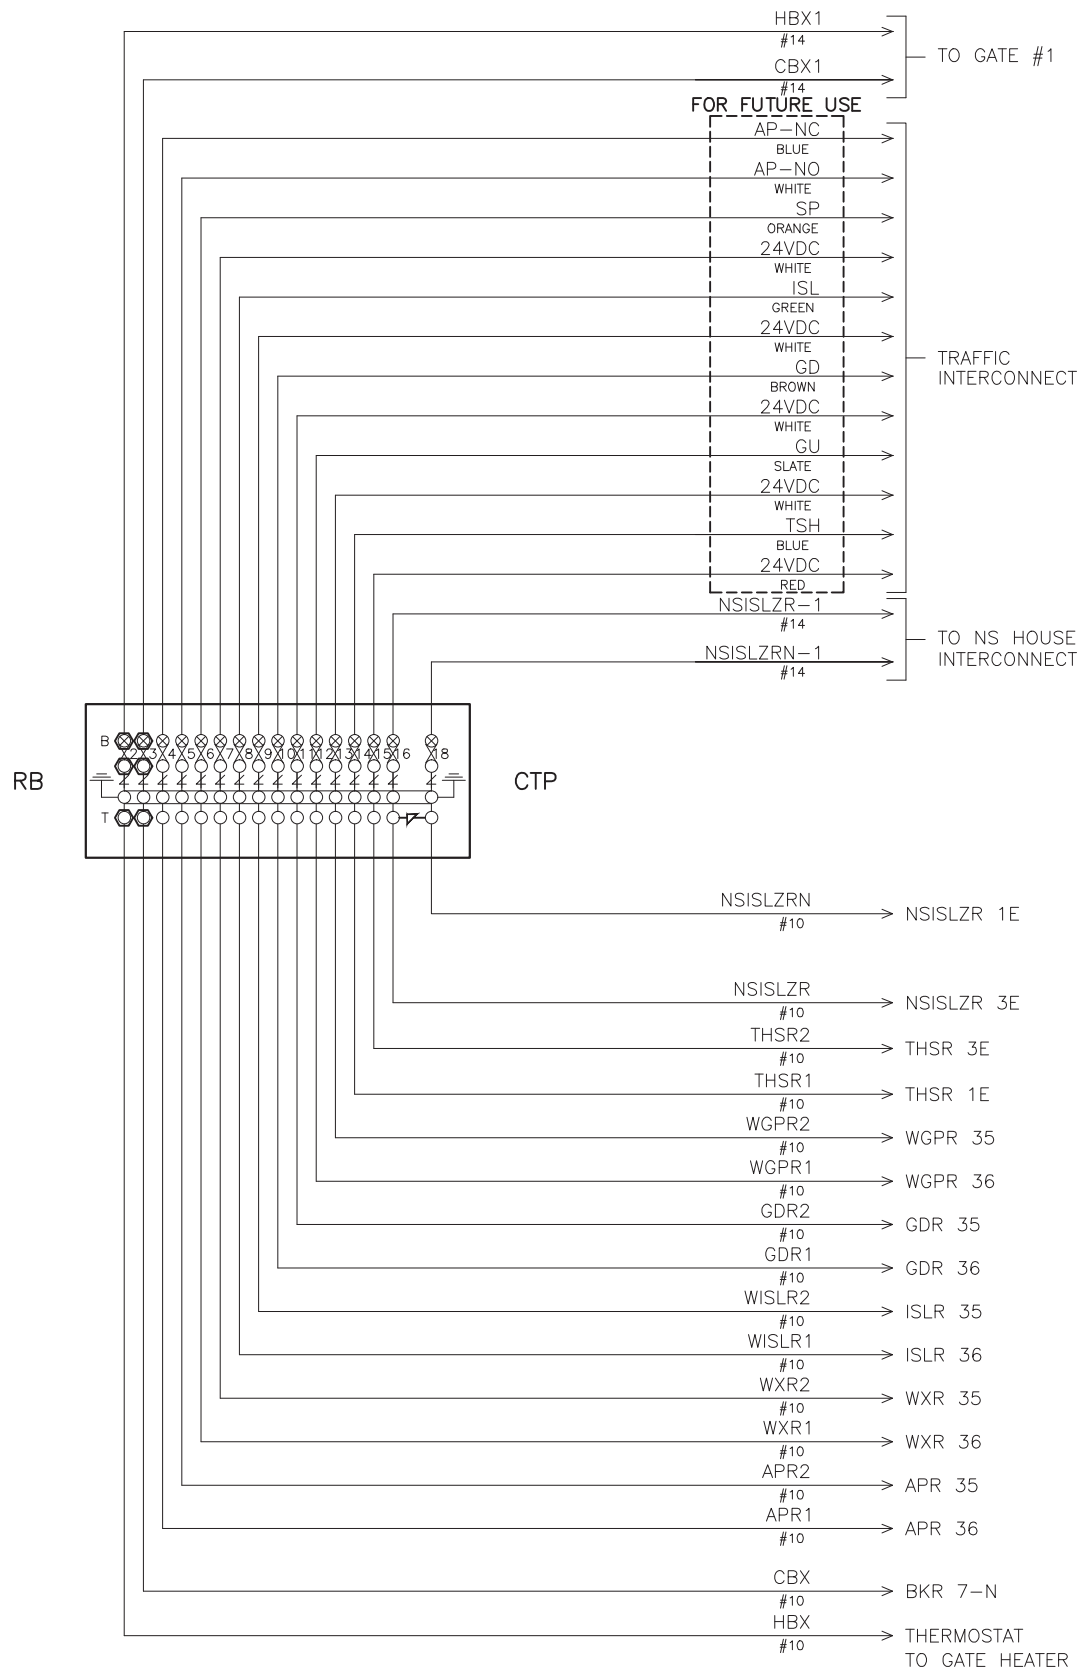 HBX1
#14
TO GATE #1
CBX1
#14
FOR FUTURE USE
AP-NC
BLUE
AP-NO
WHITE
SP
ORANGE
24VDC
WHITE
ISL
GREEN
24VDC
WHITE
TRAFFIC
INTERCONNECT
GD
BROWN
24VDC
WHITE
GU
SLATE
24VDC
WHITE
TSH
BLUE
24VDC
RED
NSISLZR-1
#14
TO NS HOUSE
INTERCONNECT
NSISLZRN-1
#14
B
2 3 4 5 6 7 8 9 10 11 12 13 14 15 16 18
RB
CTP
T
NSISLZRN
#10
NSISLZR 1E
NSISLZR
#10
NSISLZR 3E
THSR2
#10
THSR 3E
THSR1
#10
THSR 1E
WGPR2
#10
WGPR 35
WGPR1
#10
WGPR 36
GDR2
#10
GDR 35
GDR1
#10
GDR 36
WISLR2
#10
ISLR 35
WISLR1
#10
ISLR 36
WXR2
#10
WXR 35
WXR1
#10
WXR 36
APR2
#10
APR 35
APR1
#10
APR 36
CBX
#10
BKR 7-N
HBX
#10
THERMOSTAT
TO GATE HEATER